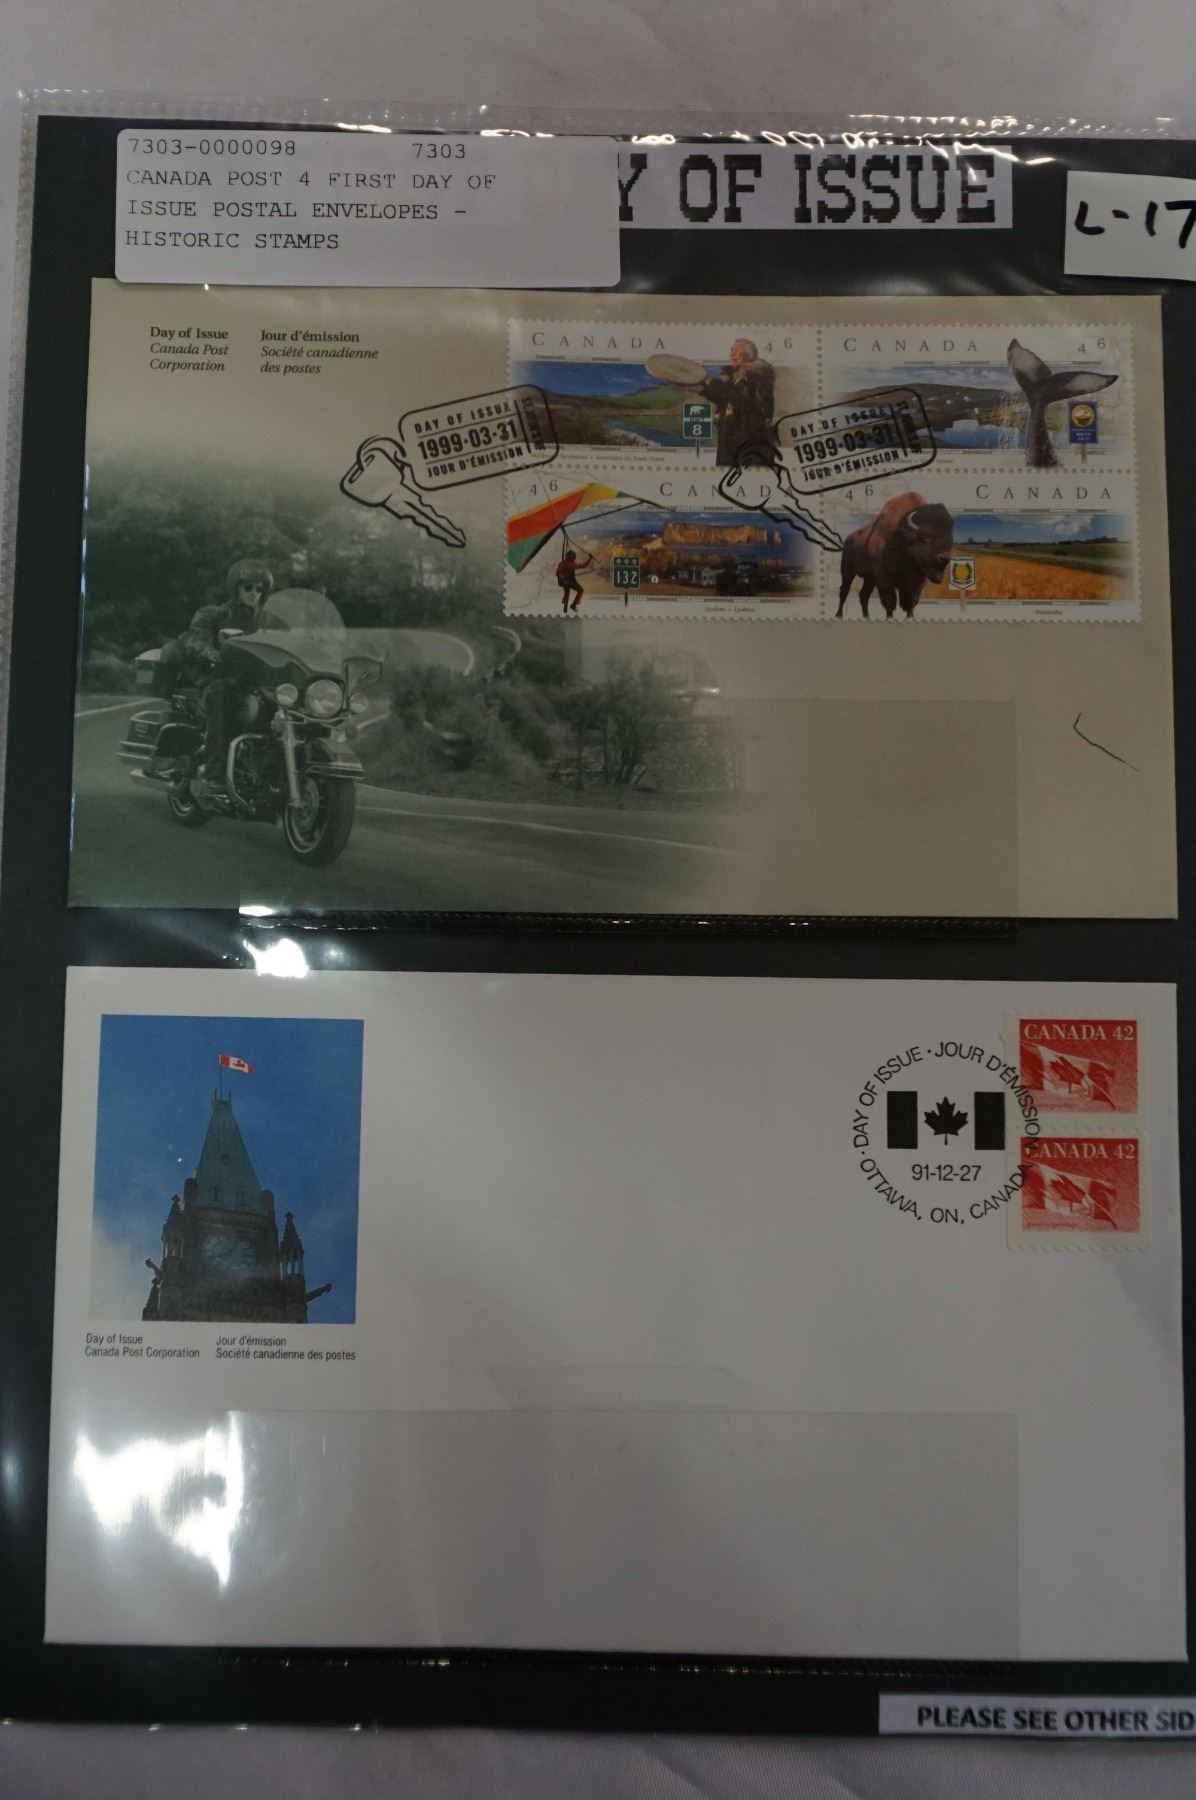 7303-0000098 7303
CANADA POST 4 FIRST DAY OF
ISSUE POSTAL ENVELOPES -
HISTORIC STAMPS
Y OF ISSUE
L-17
Day of Issue
Canada Post
Corporation
Jour d'émission
Société canadienne
des postes
CANADA 46
8
CANADA 46
DAY OF ISSUE
1999-03-31
JOUR D'ÉMISSION
DAY OF ISSUE
1999-03-31
JOUR D'ÉMISSION
46 CANADA
132
Québec • Quebec
46 CANADA
Manitoba
DAY OF ISSUE · JOUR D'ÉMISSION
91-12-27
OTTAWA, ON, CANADA
CANADA 42
CANADA 42
Day of Issue
Canada Post Corporation
Jour d'émission
Société canadienne des postes
PLEASE SEE OTHER SID